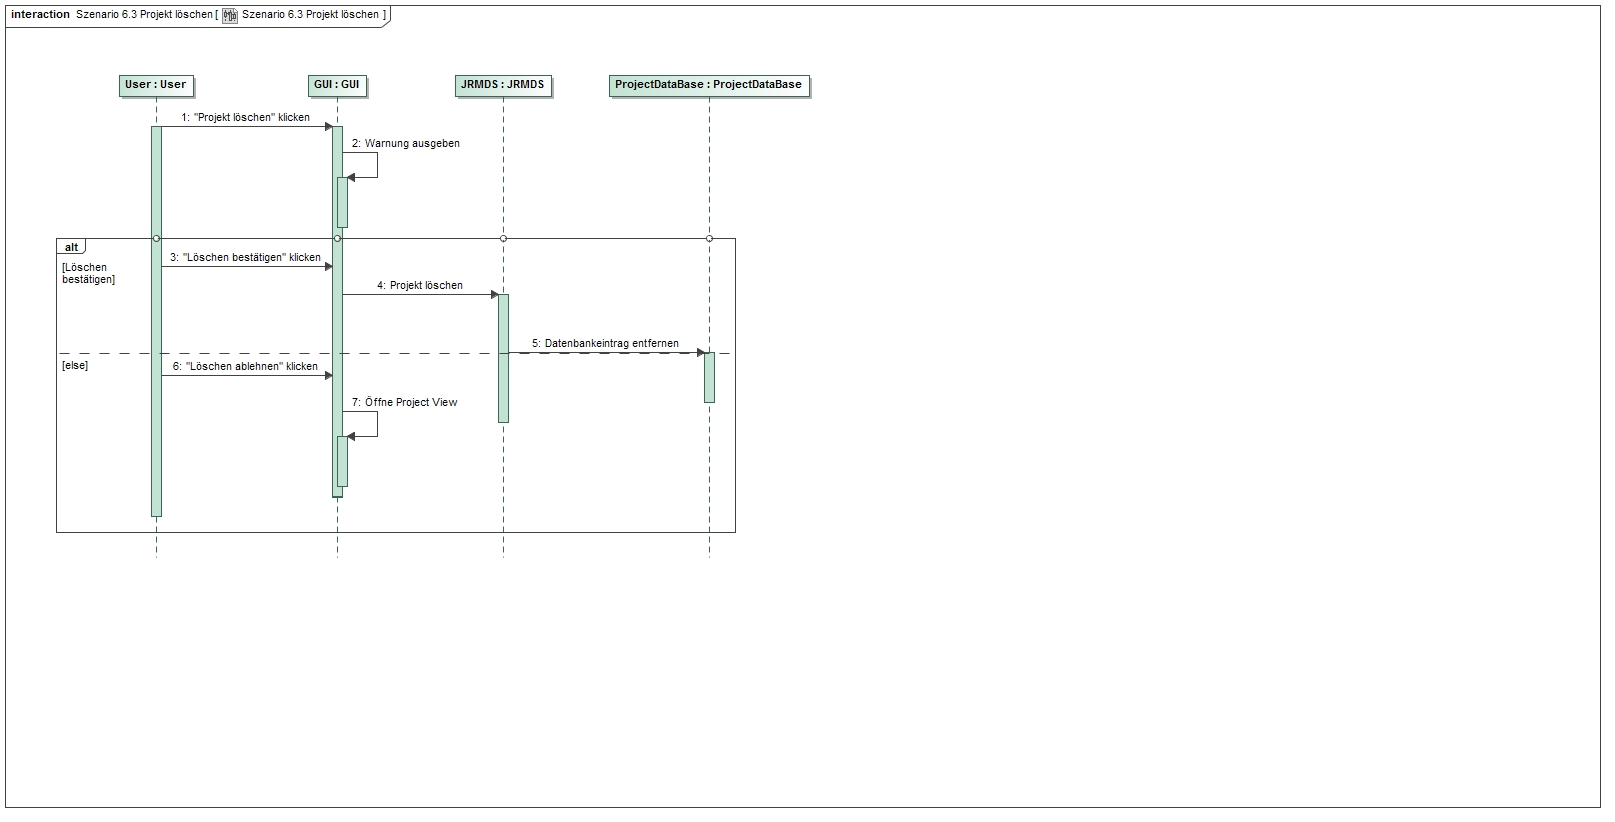 interaction Szenario 6.3 Projekt löschen [ Szenario 6.3 Projekt löschen ]
User : User
GUI : GUI
JRMDS : JRMDS
ProjectDataBase : ProjectDataBase
1: "Projekt löschen" klicken
2: Warnung ausgeben
alt
3: "Löschen bestätigen" klicken
[Löschen
bestätigen]
4: Projekt löschen
5: Datenbankeintrag entfernen
[else]
6: "Löschen ablehnen" klicken
7: Öffne Project View